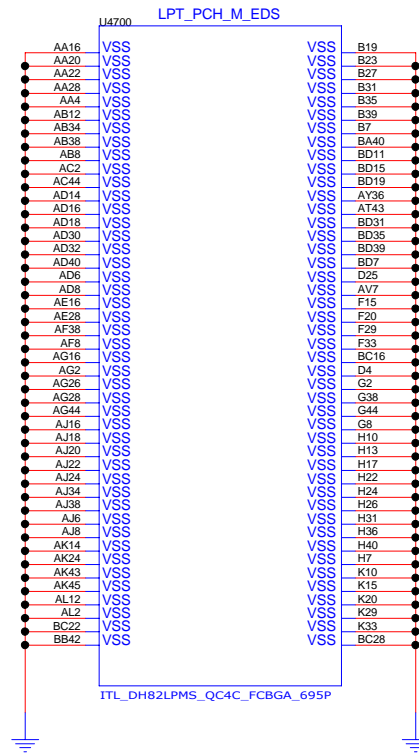 LPT_PCH_M_EDS
U4700
AA16 VSS VSS B19
AA20 VSS VSS B23
AA22 VSS VSS B27
AA28 VSS VSS B31
AA4 VSS VSS B35
AB12 VSS VSS B39
AB34 VSS VSS B7
AB38 VSS VSS BA40
AB8 VSS VSS BD11
AC2 VSS VSS BD15
AC44 VSS VSS BD19
AD14 VSS VSS AY36
AD16 VSS VSS AT43
AD18 VSS VSS BD31
AD30 VSS VSS BD35
AD32 VSS VSS BD39
AD40 VSS VSS BD7
AD6 VSS VSS D25
AD8 VSS VSS AV7
AE16 VSS VSS F15
AE28 VSS VSS F20
AF38 VSS VSS F29
AF8 VSS VSS F33
AG16 VSS VSS BC16
AG2 VSS VSS D4
AG26 VSS VSS G2
AG28 VSS VSS G38
AG44 VSS VSS G44
AJ16 VSS VSS G8
AJ18 VSS VSS H10
AJ20 VSS VSS H13
AJ22 VSS VSS H17
AJ24 VSS VSS H22
AJ34 VSS VSS H24
AJ38 VSS VSS H26
AJ6 VSS VSS H31
AJ8 VSS VSS H36
AK14 VSS VSS H40
AK24 VSS VSS H7
AK43 VSS VSS K10
AK45 VSS VSS K15
AL12 VSS VSS K20
AL2 VSS VSS K29
BC22 VSS VSS K33
BB42 VSS VSS BC28
ITL_DH82LPMS_QC4C_FCBGA_695P